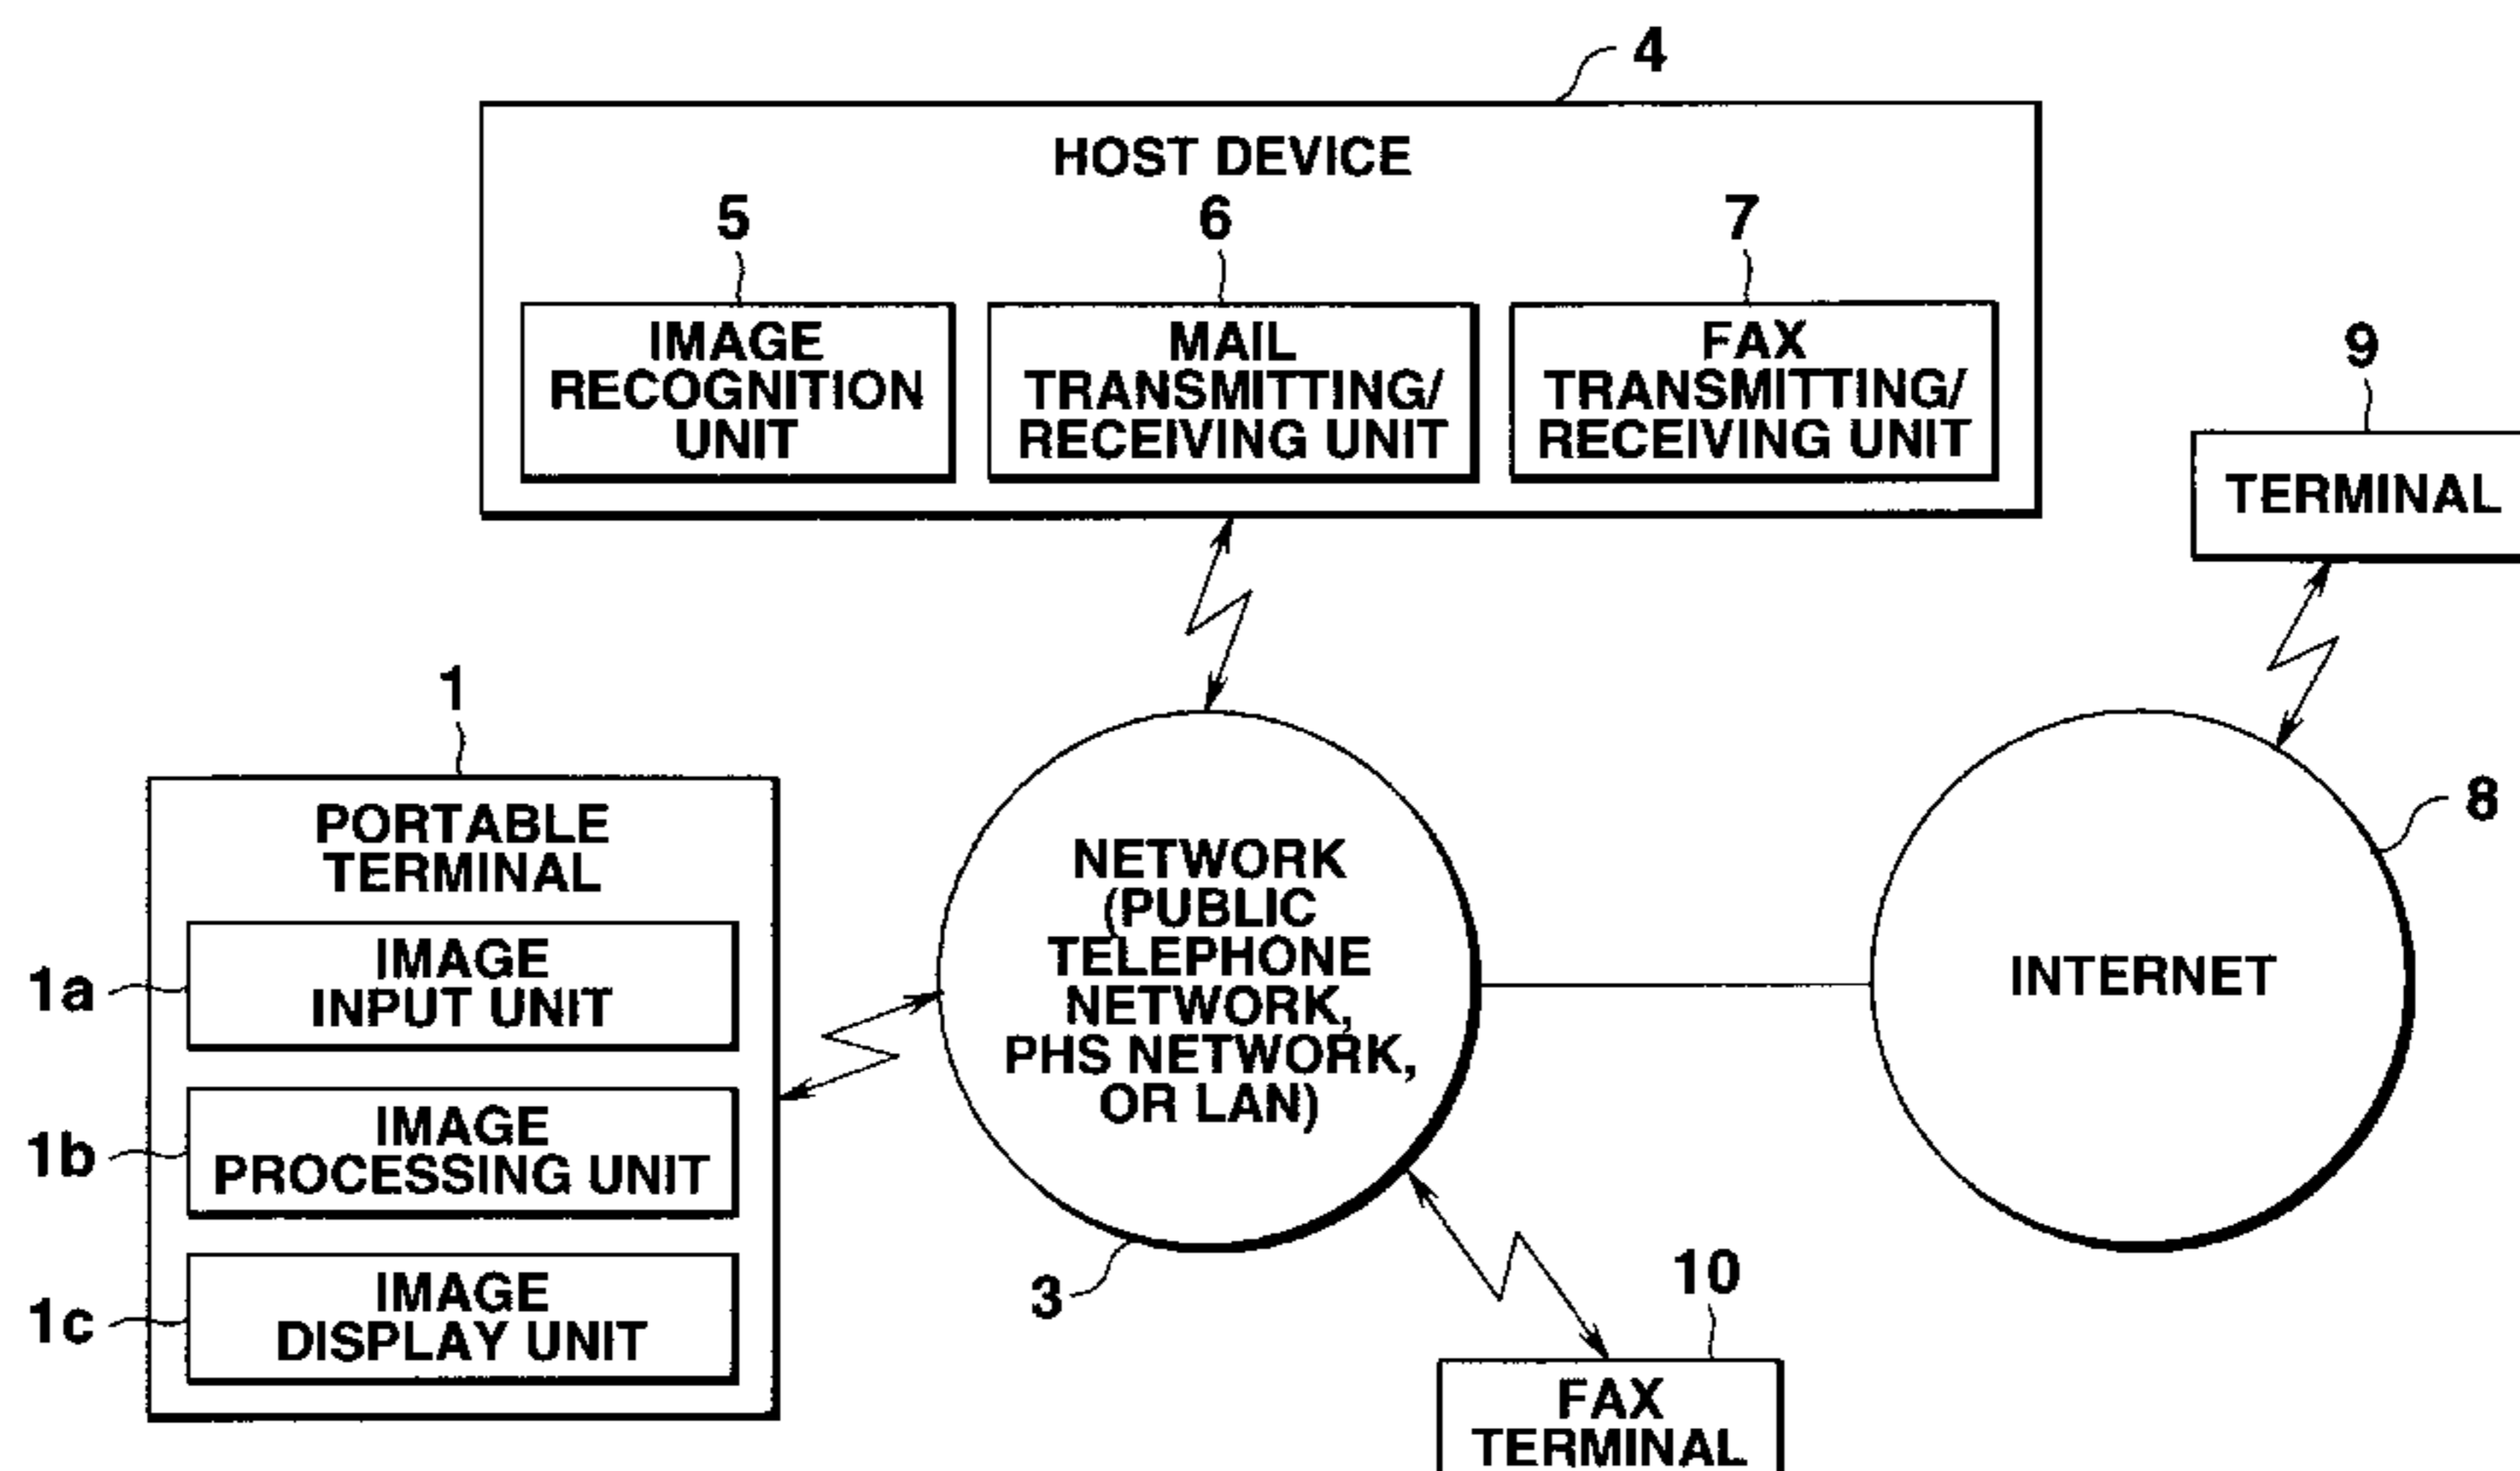 4
HOST DEVICE
5
6
7
IMAGE
RECOGNITION
UNIT
MAIL
TRANSMITTING/
RECEIVING UNIT
FAX
TRANSMITTING/
RECEIVING UNIT
9
TERMINAL
1
PORTABLE
TERMINAL
1a
IMAGE
INPUT UNIT
1b
IMAGE
PROCESSING UNIT
1c
IMAGE
DISPLAY UNIT
NETWORK
(PUBLIC
TELEPHONE
NETWORK,
PHS NETWORK,
OR LAN)
3
8
INTERNET
10
FAX
TERMINAL